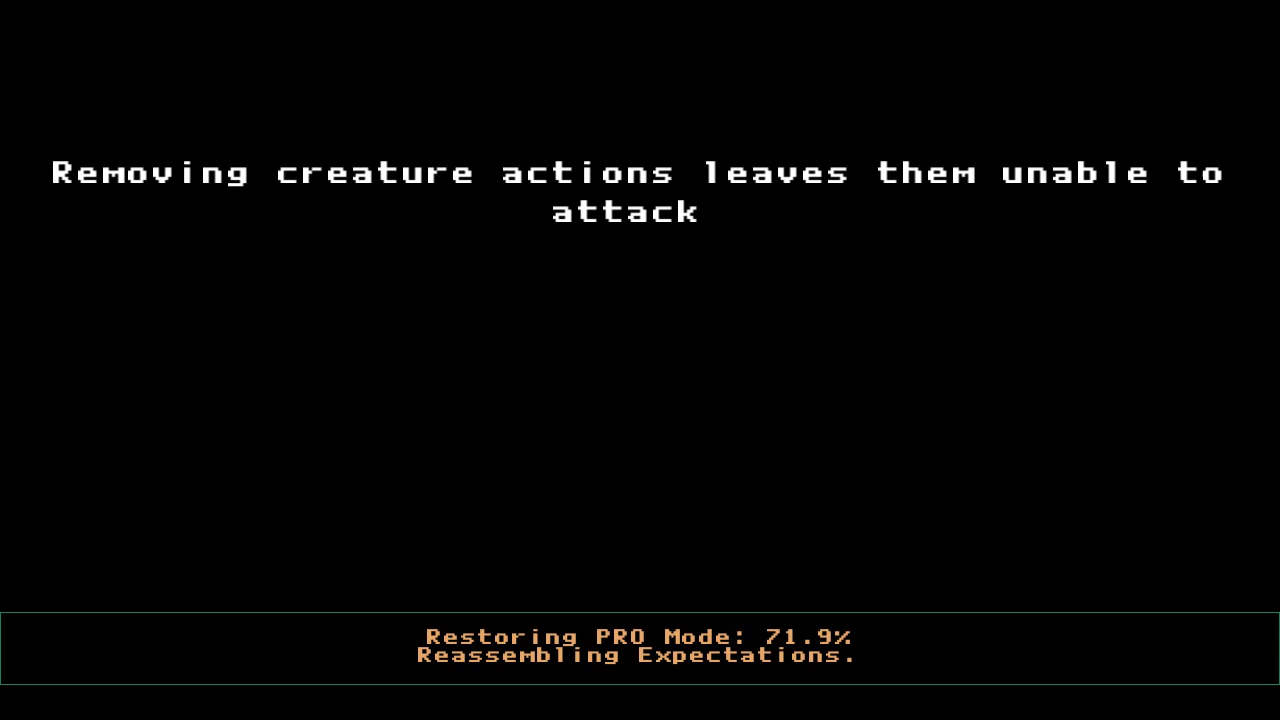 Removing creature actions leaves them unable to
attack
Restoring PRO Mode: 71.9%
Reassembling Expectations.